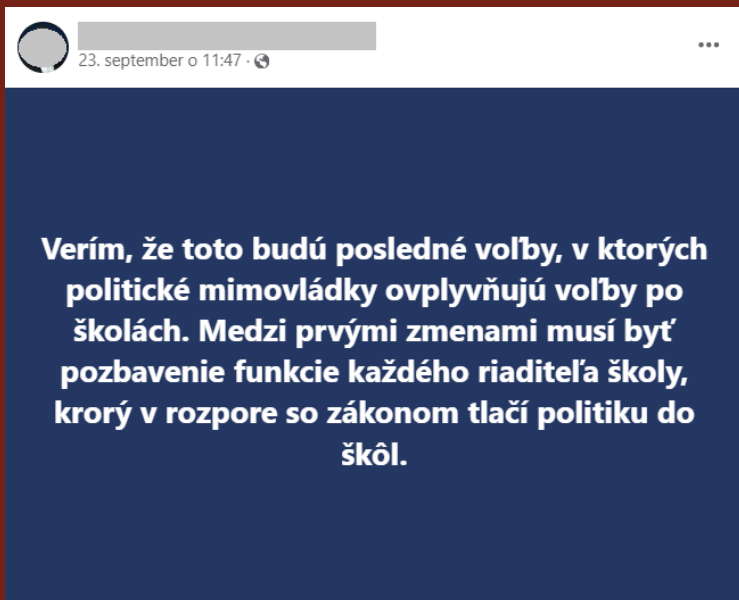 23. september o 11:47 ·
Verím, že toto budú posledné voľby, v ktorých
politické mimovládky ovplyvňujú voľby po
školách. Medzi prvými zmenami musí byť
pozbavenie funkcie každého riaditeľa školy,
krorý v rozpore so zákonom tlačí politiku do
škôl.